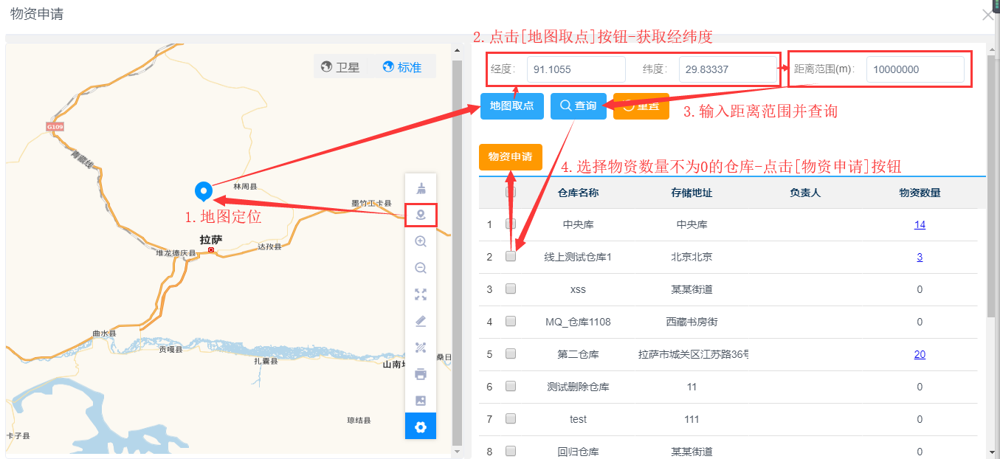 物资申请
2.点击[地图取点]按钮-获取经纬度
卫星 标准
经度: 91.1055 纬度: 29.83337 距离范围(m): 10000000
地图取点 查询 重置
3.输入距离范围并查询
物资申请
4.选择物资数量不为0的仓库-点击[物资申请]按钮
G109
青藏线
林周县
墨竹工卡县
1.地图定位
拉萨
堆龙德庆县
达孜县
曲水县
贡嘎县
扎囊县
山南地
桑日
琼结县
卡子县
仓库名称 存储地址 负责人 物资数量
1 中央库 中央库 14
2 线上测试仓库1 北京北京 3
3 xss 某某街道 0
4 MQ_仓库1108 西藏书房街 0
5 第二仓库 拉萨市城关区江苏路36号 20
6 测试删除仓库 11 0
7 test 111 0
8 回归仓库 某某街道 0